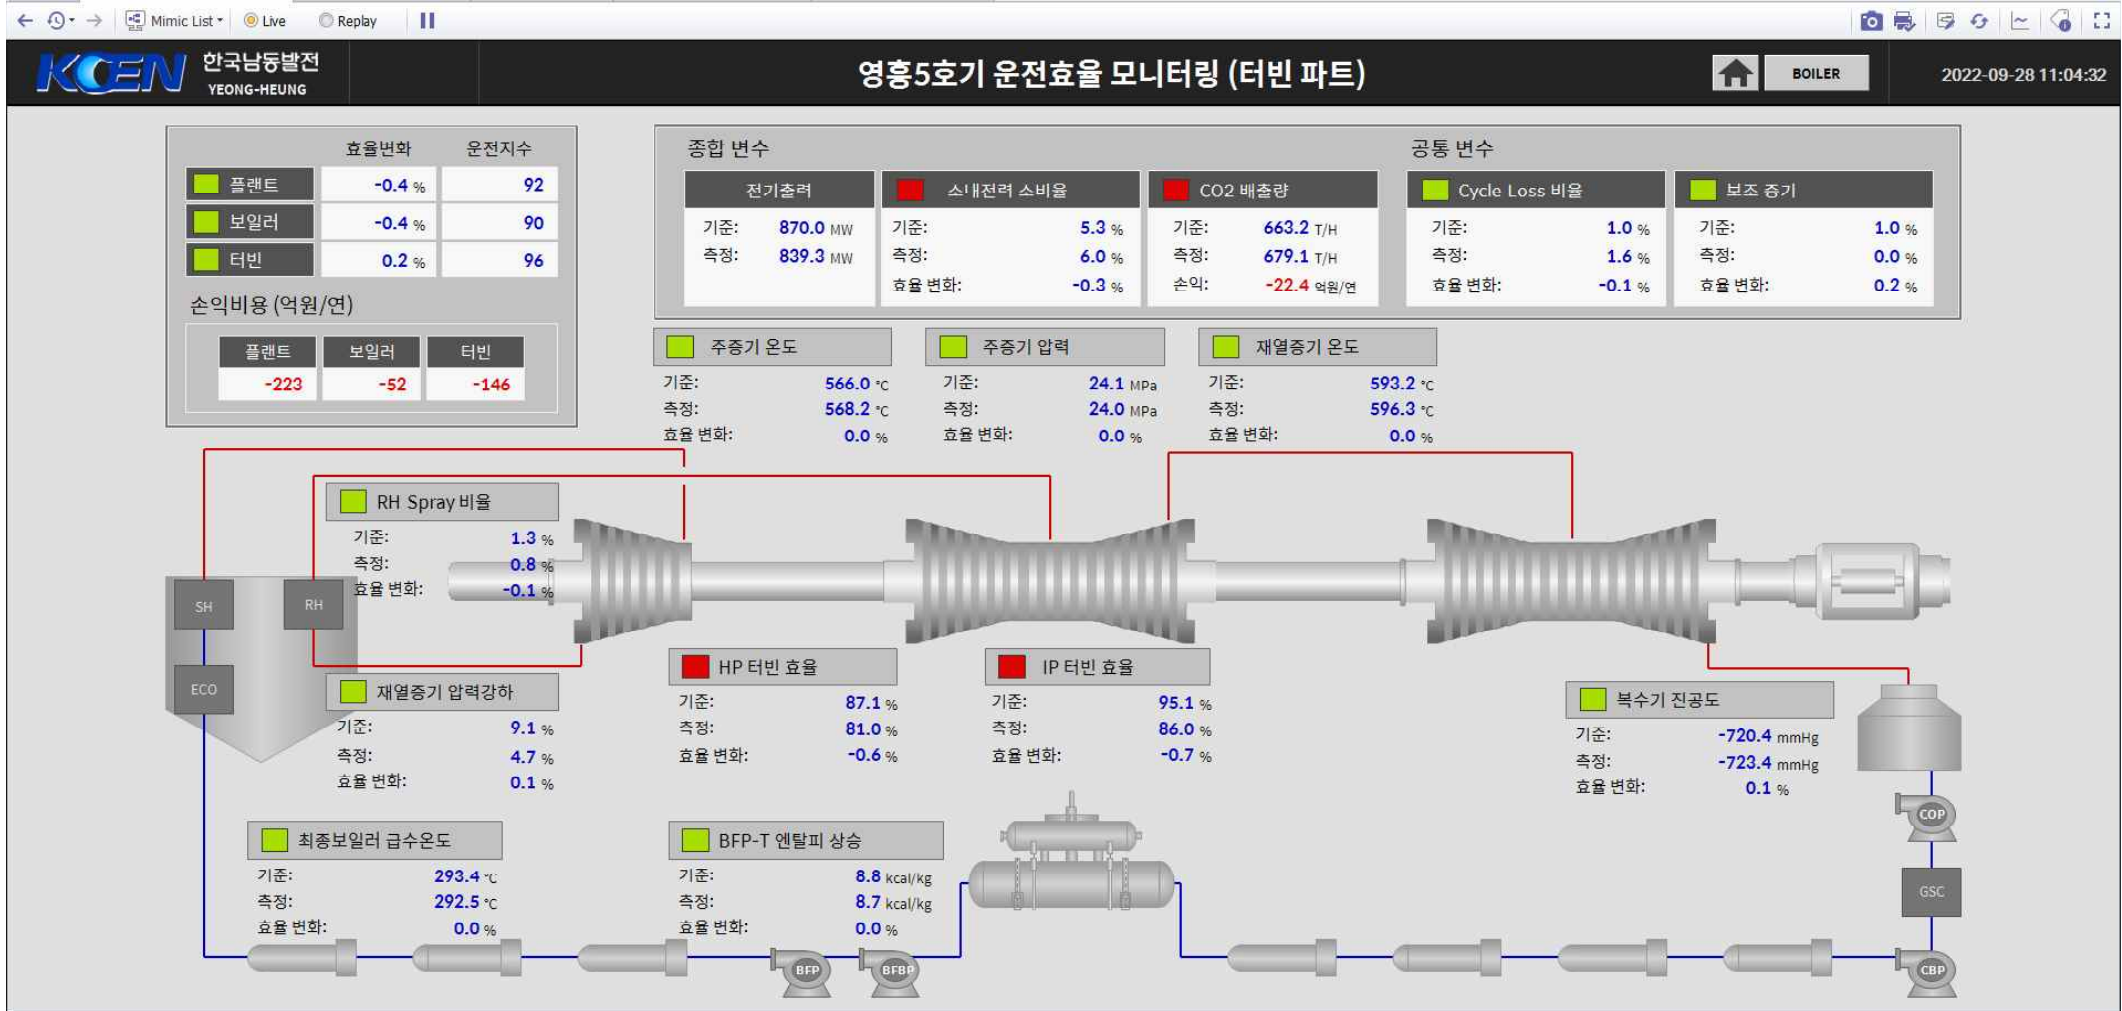 Mimic List
Live
Replay
KOEN 한국남동발전
YEONG-HEUNG
영흥5호기 운전효율 모니터링 (터빈 파트)
BOILER
2022-09-28 11:04:32
효율변화 운전지수
플랜트 -0.4 % 92
보일러 -0.4 % 90
터빈 0.2 % 96
손익비용 (억원/연)
플랜트 보일러 터빈
-223 -52 -146
종합 변수
전기출력
기준: 870.0 MW
측정: 839.3 MW
소내전력 소비율
기준: 5.3 %
측정: 6.0 %
효율 변화: -0.3 %
CO2 배출량
기준: 663.2 T/H
측정: 679.1 T/H
손익: -22.4 억원/연
공통 변수
Cycle Loss 비율
기준: 1.0 %
측정: 1.6 %
효율 변화: -0.1 %
보조 증기
기준: 1.0 %
측정: 0.0 %
효율 변화: 0.2 %
주증기 온도
기준: 566.0 ℃
측정: 568.2 ℃
효율 변화: 0.0 %
주증기 압력
기준: 24.1 MPa
측정: 24.0 MPa
효율 변화: 0.0 %
재열증기 온도
기준: 593.2 ℃
측정: 596.3 ℃
효율 변화: 0.0 %
RH Spray 비율
기준: 1.3 %
측정: 0.8 %
효율 변화: -0.1 %
SH
RH
ECO
재열증기 압력강하
기준: 9.1 %
측정: 4.7 %
효율 변화: 0.1 %
HP 터빈 효율
기준: 87.1 %
측정: 81.0 %
효율 변화: -0.6 %
IP 터빈 효율
기준: 95.1 %
측정: 86.0 %
효율 변화: -0.7 %
복수기 진공도
기준: -720.4 mmHg
측정: -723.4 mmHg
효율 변화: 0.1 %
최종보일러 급수온도
기준: 293.4 ℃
측정: 292.5 ℃
효율 변화: 0.0 %
BFP-T 엔탈피 상승
기준: 8.8 kcal/kg
측정: 8.7 kcal/kg
효율 변화: 0.0 %
COP
GSC
BFP
BFBP
CBP